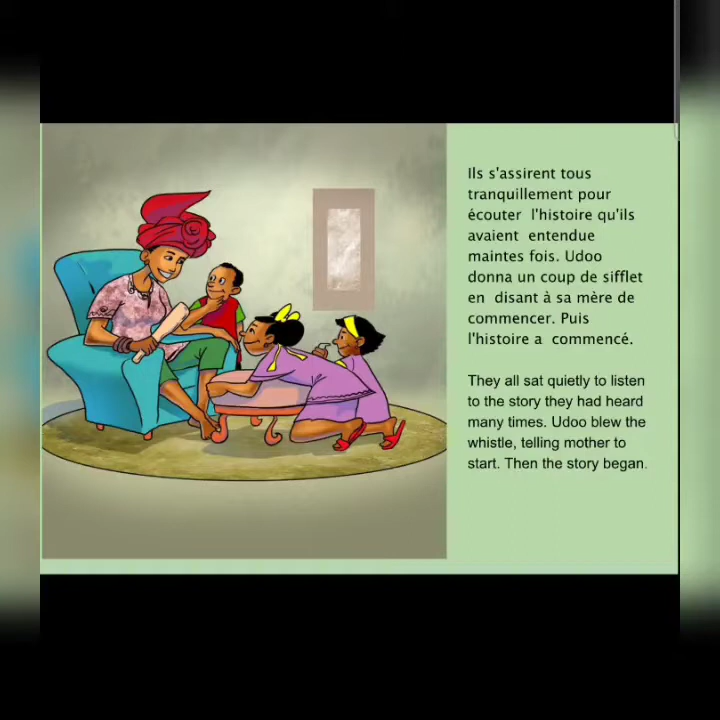 Ils s'assirent tous
tranquillement pour
écouter l'histoire qu'ils
avaient entendue
maintes fois. Udoo
donna un coup de sifflet
en disant à sa mère de
commencer. Puis
l'histoire a commencé.
They all sat quietly to listen
to the story they had heard
many times. Udoo blew the
whistle, telling mother to
start. Then the story began.